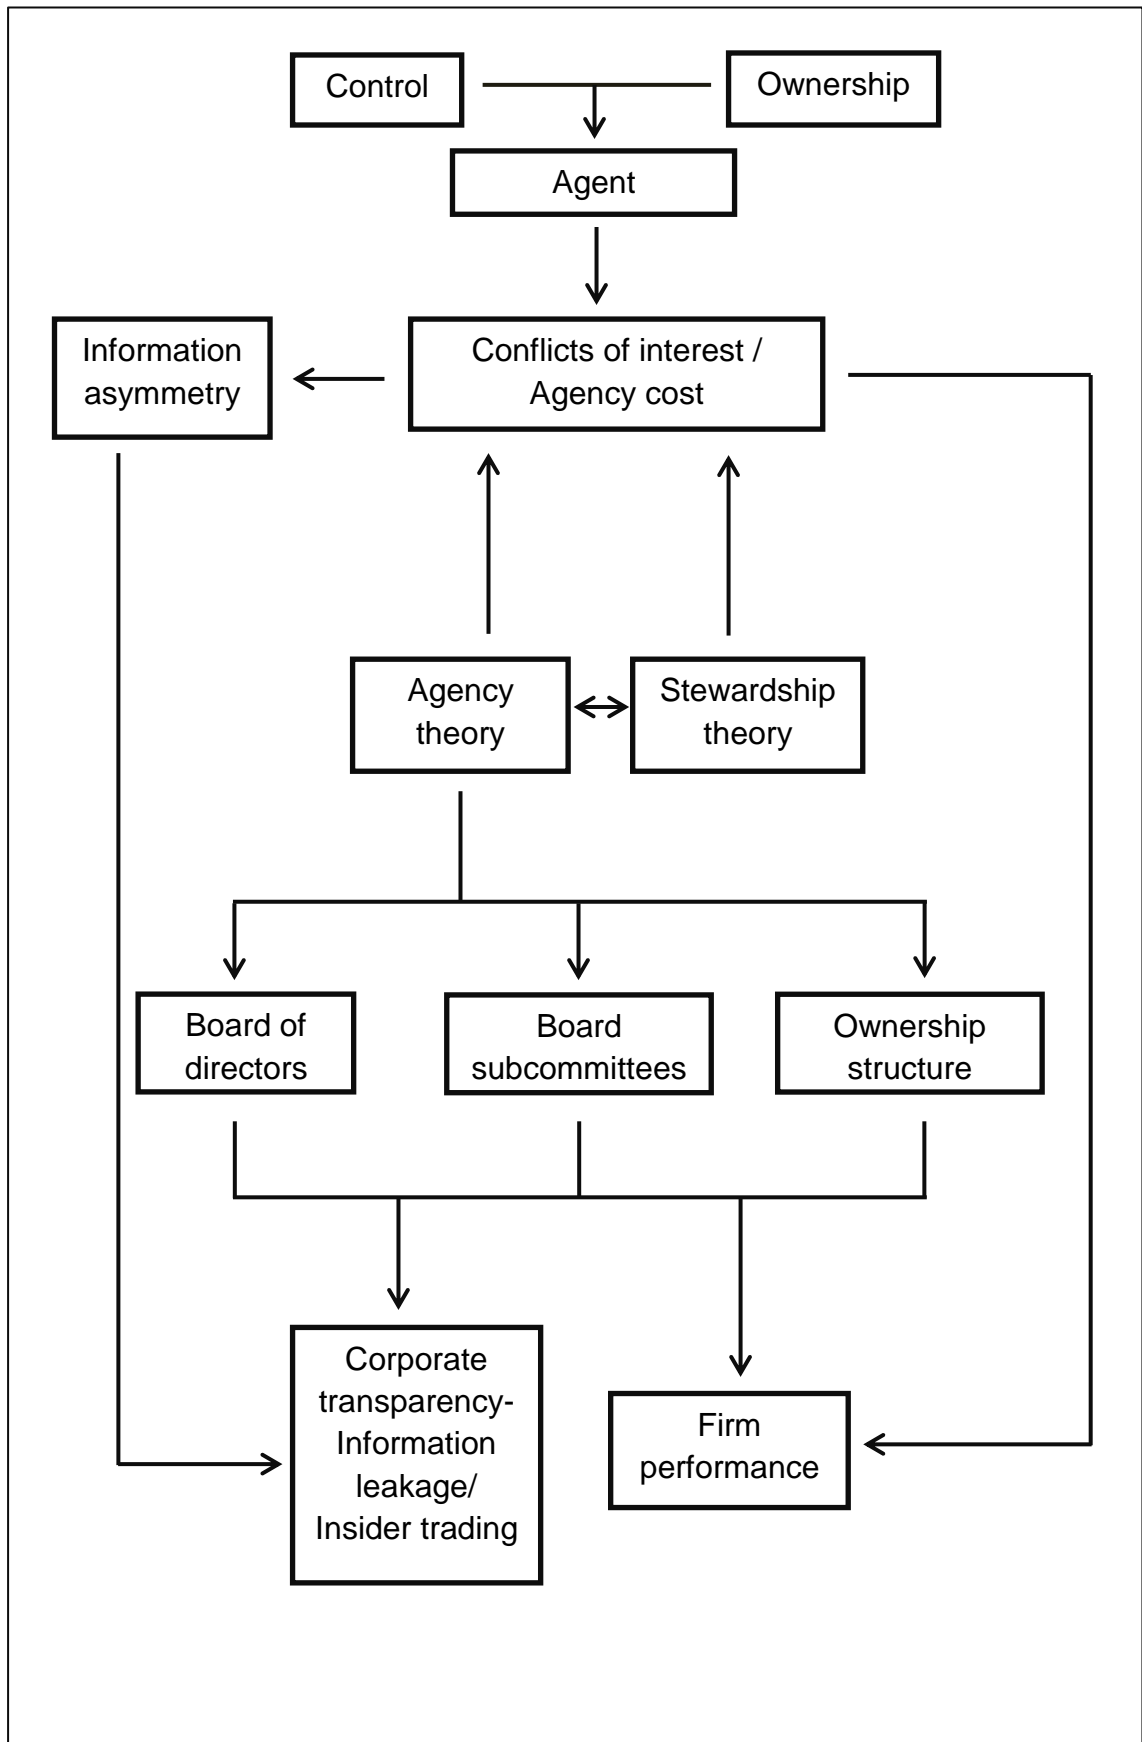 Control
Ownership
Agent
Information
asymmetry
Conflicts of interest /
Agency cost
Agency
theory
Stewardship
theory
Board of
directors
Board
subcommittees
Ownership
structure
Corporate
transparency-
Information
leakage/
Insider trading
Firm
performance